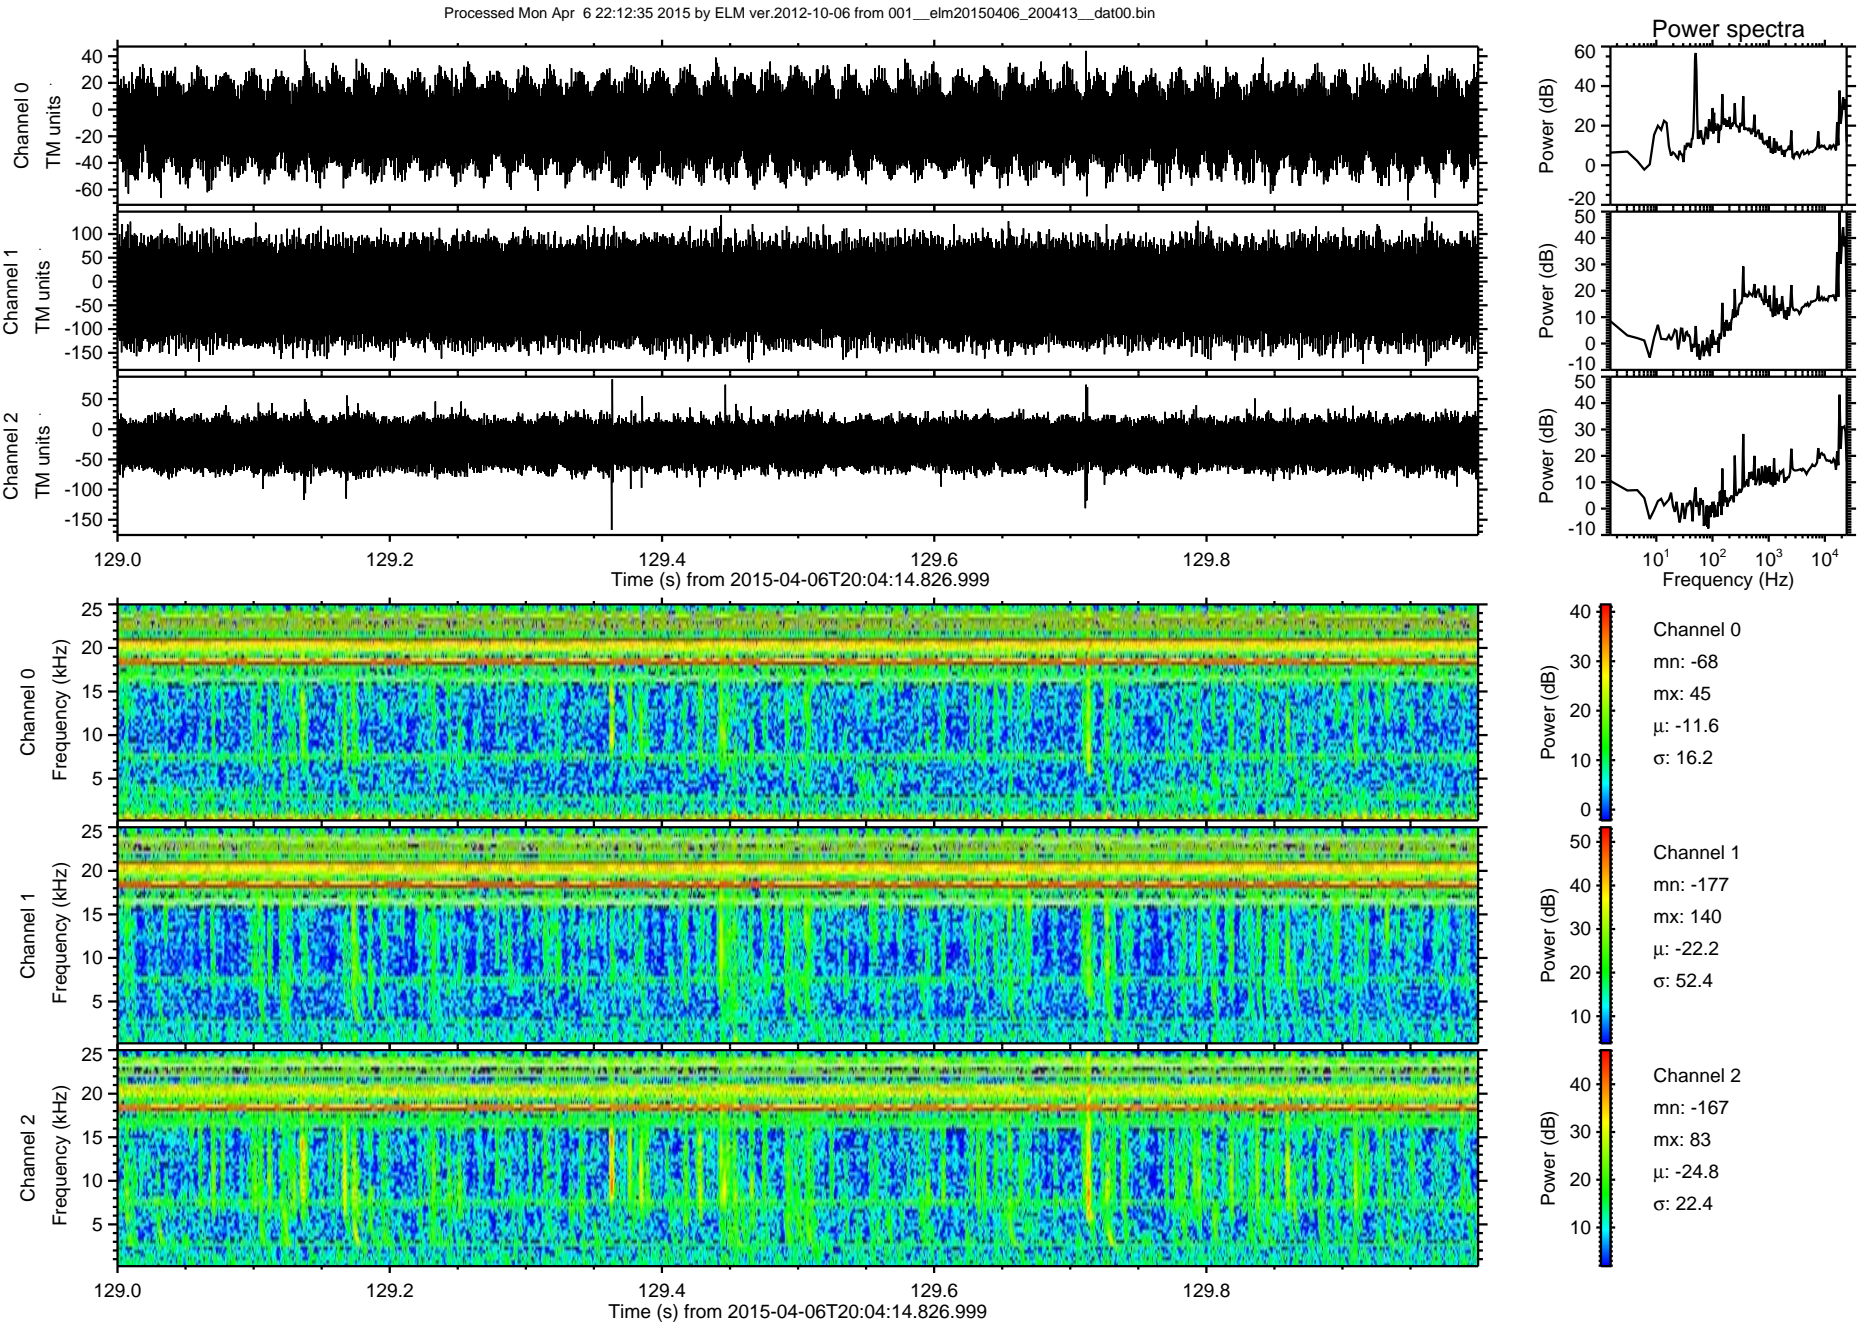 Processed Mon Apr  6 22:12:35 2015 by ELM ver.2012-10-06 from 001__elm20150406_200413__dat00.bin
Power spectra
Channel 0
TM units
40
20
0
-20
-40
-60
Power (dB)
60
40
20
0
-20
Channel 1
TM units
100
50
0
-50
-100
-150
Power (dB)
50
40
30
20
10
0
-10
Channel 2
TM units
50
0
-50
-100
-150
Power (dB)
50
40
30
20
10
0
-10
129.0 129.2 129.4 129.6 129.8
Time (s) from 2015-04-06T20:04:14.826.999
10^1 10^2 10^3 10^4
Frequency (Hz)
Channel 0
Frequency (kHz)
25
20
15
10
5
Power (dB)
40
30
20
10
0
Channel 0
mn: -68
mx: 45
μ: -11.6
σ: 16.2
Channel 1
Frequency (kHz)
25
20
15
10
5
Power (dB)
50
40
30
20
10
Channel 1
mn: -177
mx: 140
μ: -22.2
σ: 52.4
Channel 2
Frequency (kHz)
25
20
15
10
5
Power (dB)
40
30
20
10
Channel 2
mn: -167
mx: 83
μ: -24.8
σ: 22.4
129.0 129.2 129.4 129.6 129.8
Time (s) from 2015-04-06T20:04:14.826.999